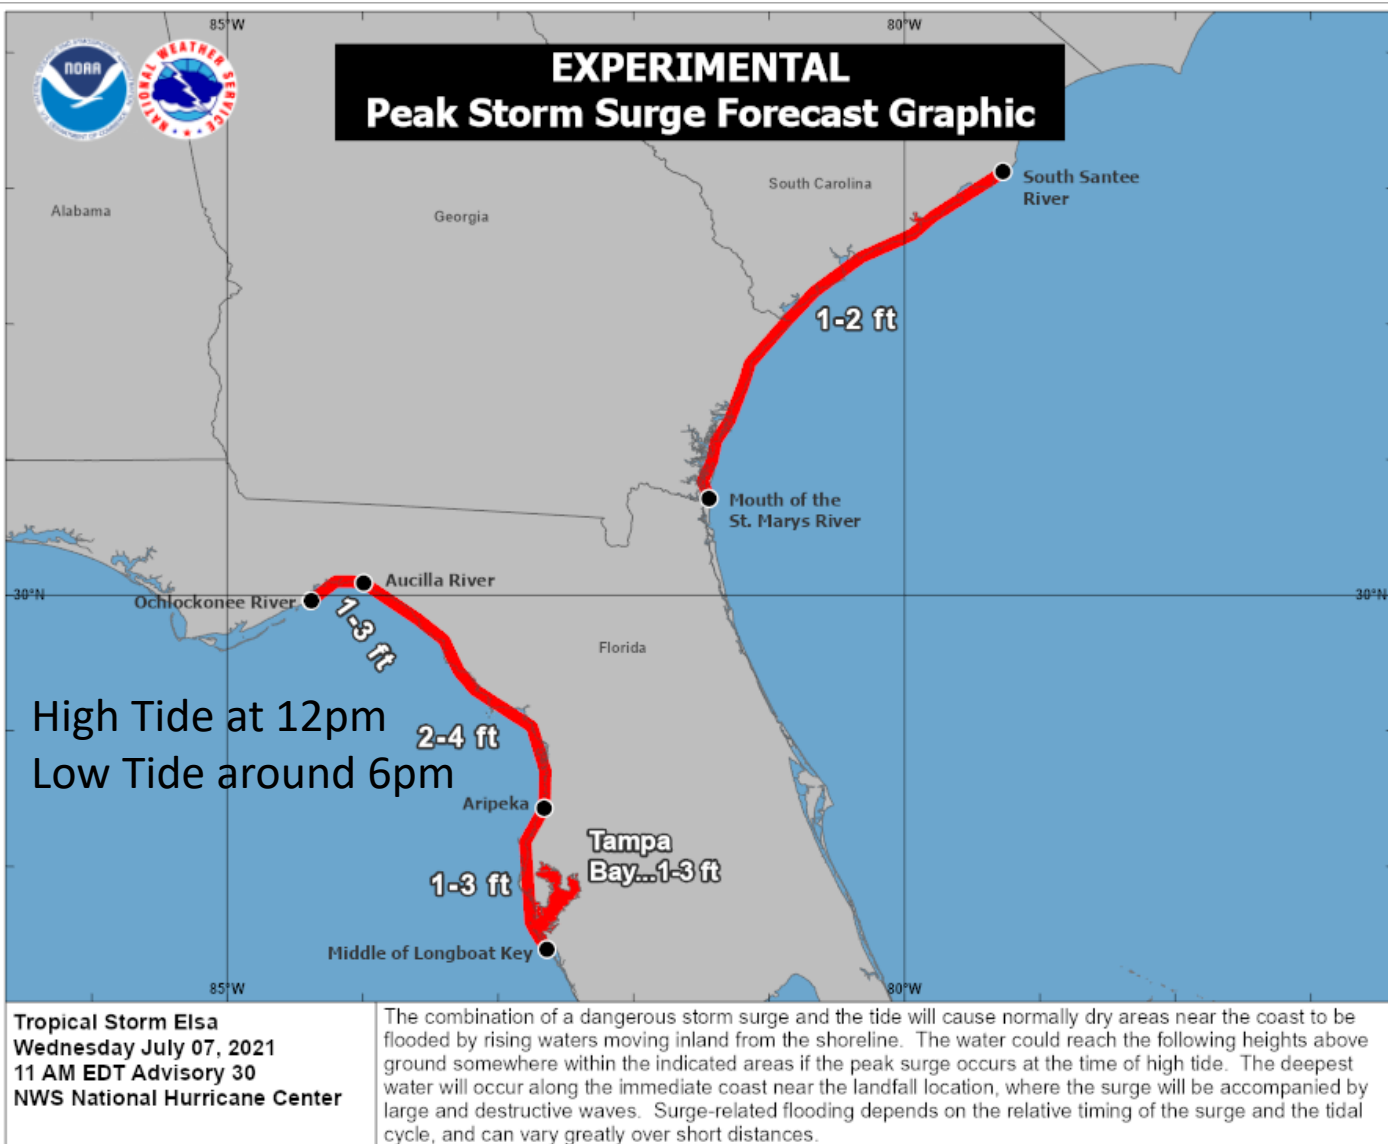 85°W
80°W
NOAA
NATIONAL WEATHER SERVICE
EXPERIMENTAL
Peak Storm Surge Forecast Graphic
South Carolina
South Santee
River
Alabama
Georgia
1-2 ft
Mouth of the
St. Marys River
Aucilla River
30°N
Ochlockonee River
30°N
1-3 ft
Florida
High Tide at 12pm
2-4 ft
Low Tide around 6pm
Aripeka
Tampa
Bay...1-3 ft
1-3 ft
Middle of Longboat Key
85°W
80°W
Tropical Storm Elsa
Wednesday July 07, 2021
11 AM EDT Advisory 30
NWS National Hurricane Center
The combination of a dangerous storm surge and the tide will cause normally dry areas near the coast to be
flooded by rising waters moving inland from the shoreline. The water could reach the following heights above
ground somewhere within the indicated areas if the peak surge occurs at the time of high tide. The deepest
water will occur along the immediate coast near the landfall location, where the surge will be accompanied by
large and destructive waves. Surge-related flooding depends on the relative timing of the surge and the tidal
cycle, and can vary greatly over short distances.